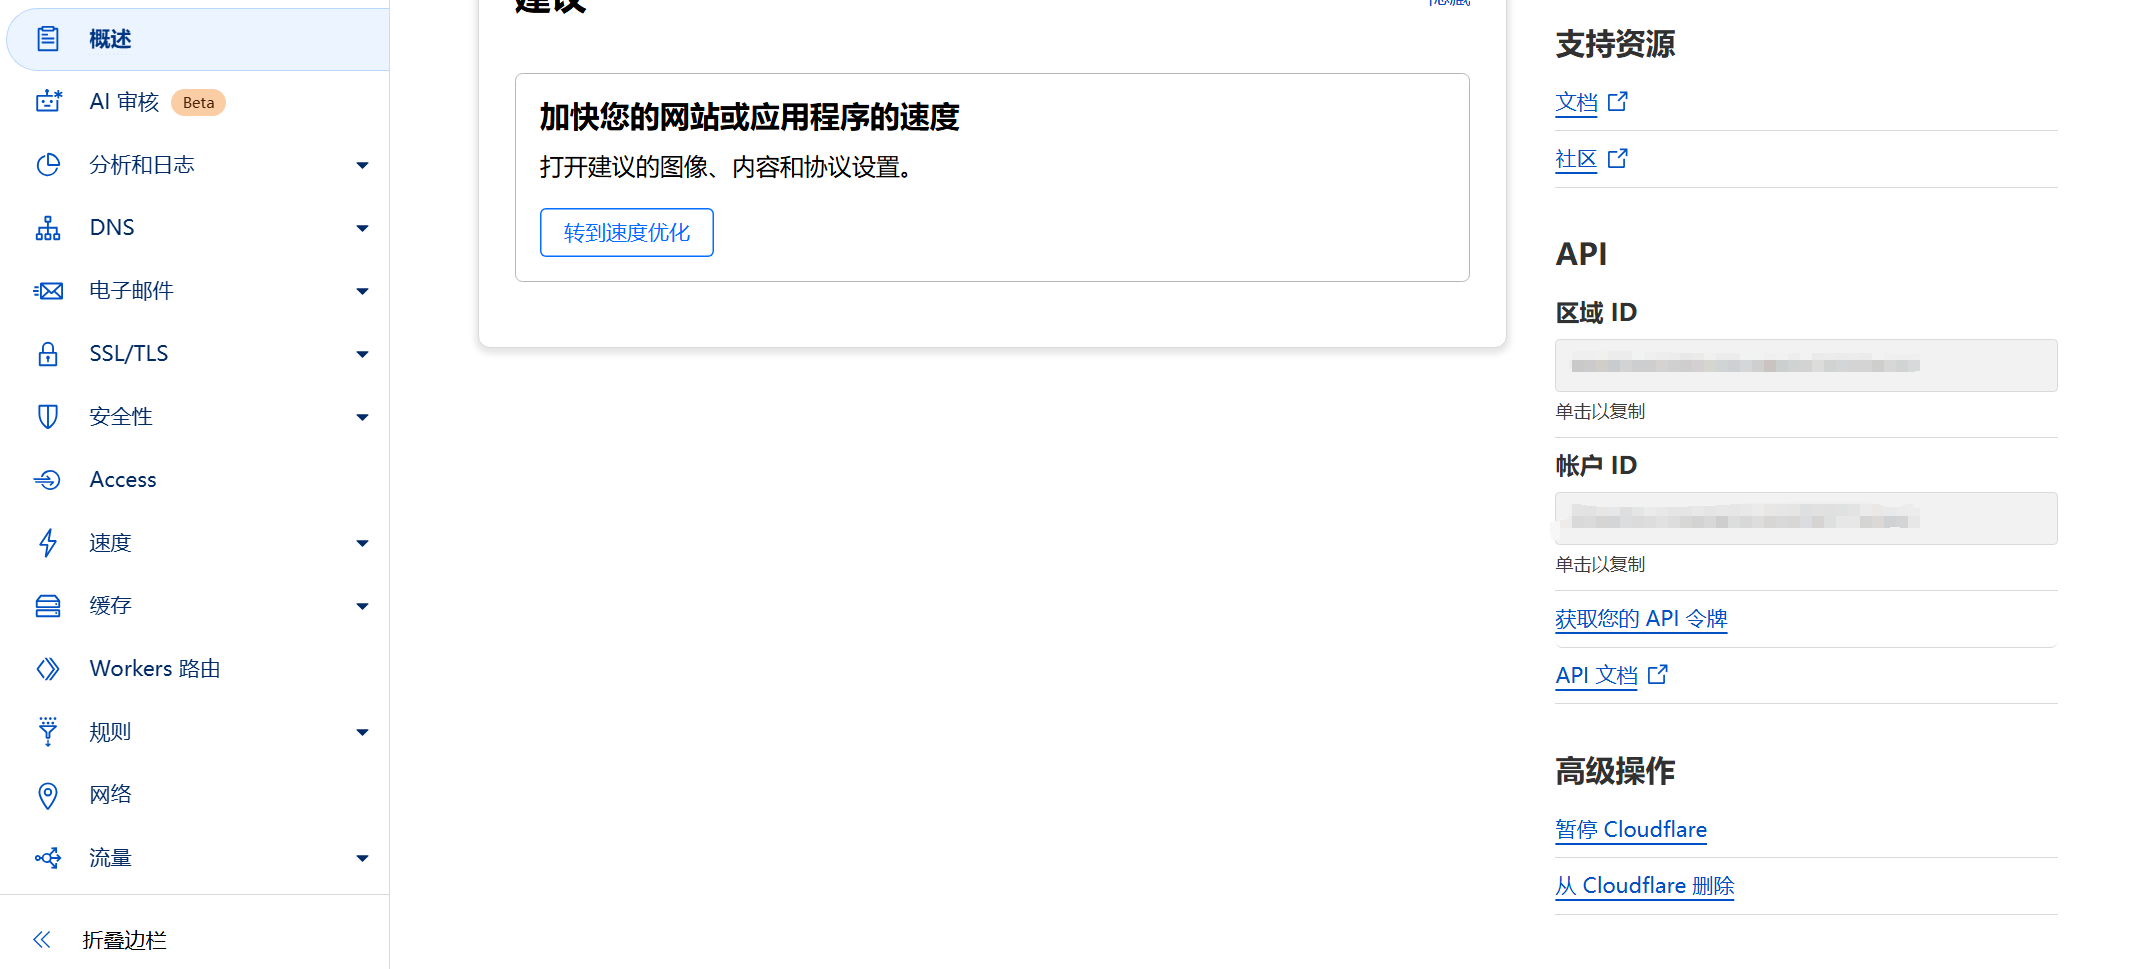 概述
AI 审核 Beta
分析和日志
DNS
电子邮件
SSL/TLS
安全性
Access
速度
缓存
Workers 路由
规则
网络
流量
折叠边栏
建议
隐藏
加快您的网站或应用程序的速度
打开建议的图像、内容和协议设置。
转到速度优化
支持资源
文档
社区
API
区域 ID
单击以复制
帐户 ID
单击以复制
获取您的 API 令牌
API 文档
高级操作
暂停 Cloudflare
从 Cloudflare 删除